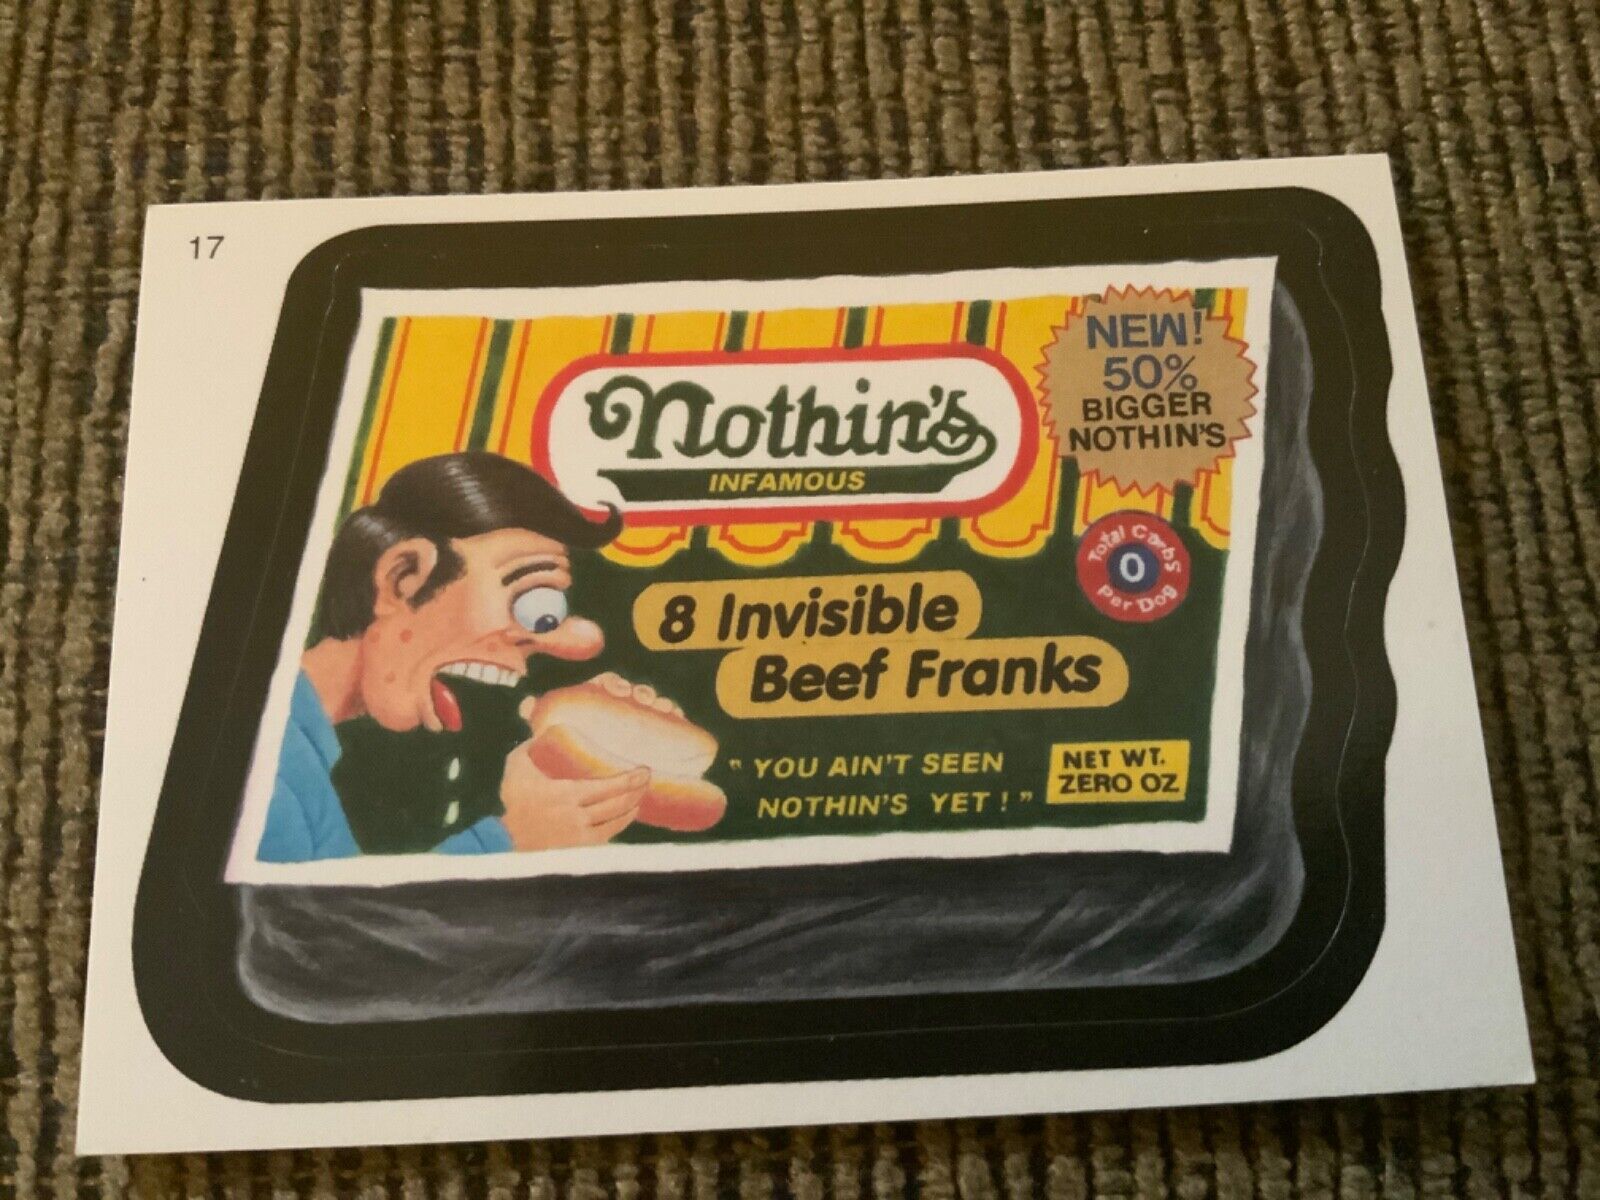 17
Nothin's
INFAMOUS
NEW!
50%
BIGGER
NOTHIN'S
Total Carbs
0
Per Dog
8 Invisible
Beef Franks
"YOU AIN'T SEEN
NOTHIN'S YET!"
NET WT.
ZERO OZ